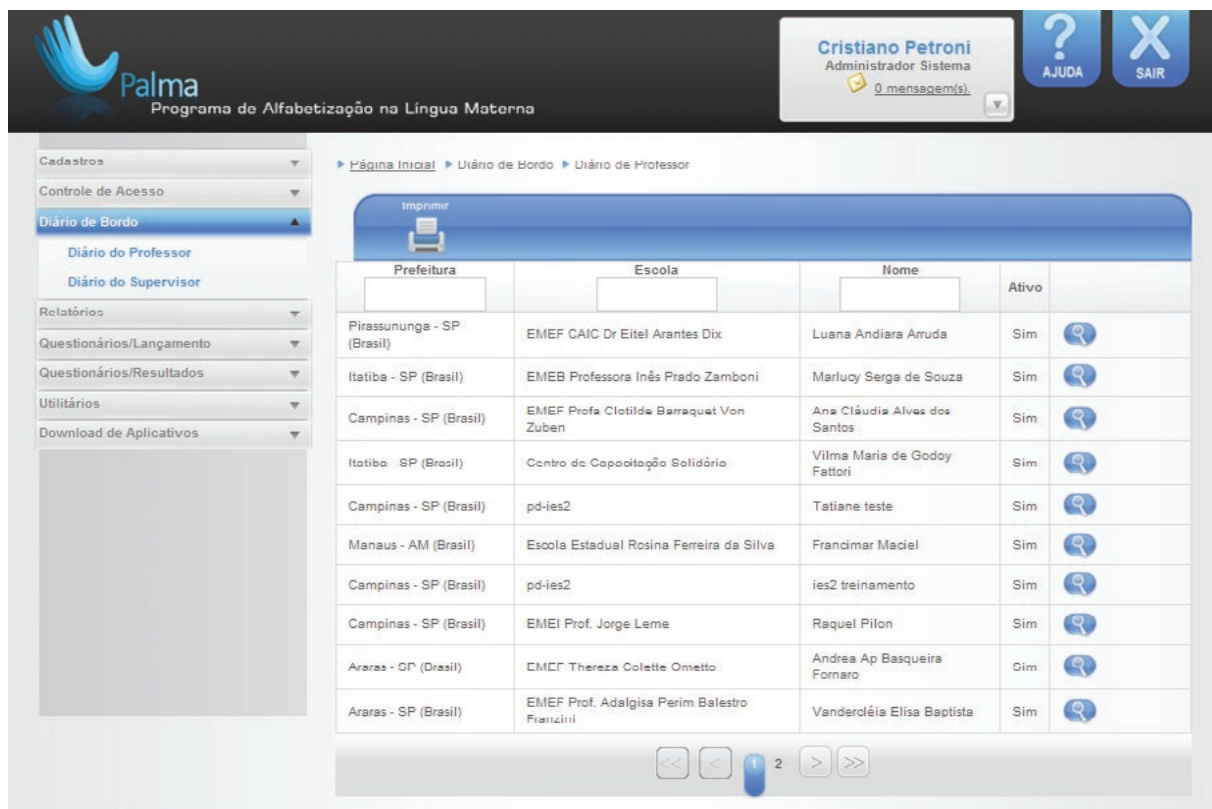 Palma
Programa de Alfabetização na Língua Materna
Cristiano Petroni
Administrador Sistema
0 mensagem(s).
?
AJUDA
X
SAIR
Cadastros
Controle de Acesso
Diário de Bordo
Diário do Professor
Diário do Supervisor
Relatórios
Questionários/Lançamento
Questionários/Resultados
Utilitários
Download de Aplicativos
Página Inicial Diário de Bordo Diário de Professor
Imprimir
Prefeitura Escola Nome Ativo
Pirassununga - SP
(Brasil) EMEF CAIC Dr Eitel Arantes Dix Luana Andiara Arruda Sim
Itatiba - SP (Brasil) EMEB Professora Inês Prado Zamboni Marlucy Serga de Souza Sim
Campinas - SP (Brasil) EMEF Profa Clotilde Barraquet Von
Zuben Ana Cláudia Alves dos
Santos Sim
Itatiba - SP (Brasil) Centro de Capacitação Solidário Vilma Maria de Godoy
Fattori Sim
Campinas - SP (Brasil) pd-ies2 Tatiane teste Sim
Manaus - AM (Brasil) Escola Estadual Rosina Ferreira da Silva Francimar Maciel Sim
Campinas - SP (Brasil) pd-ies2 ies2 treinamento Sim
Campinas - SP (Brasil) EMEI Prof. Jorge Leme Raquel Pilon Sim
Araras - SP (Brasil) EMEF Thereza Colette Ometto Andrea Ap Basqueira
Fornaro Sim
Araras - SP (Brasil) EMEF Prof. Adalgisa Perim Balestro
Franzini Vandercléia Elisa Baptista Sim
<< < 1 2 > >>